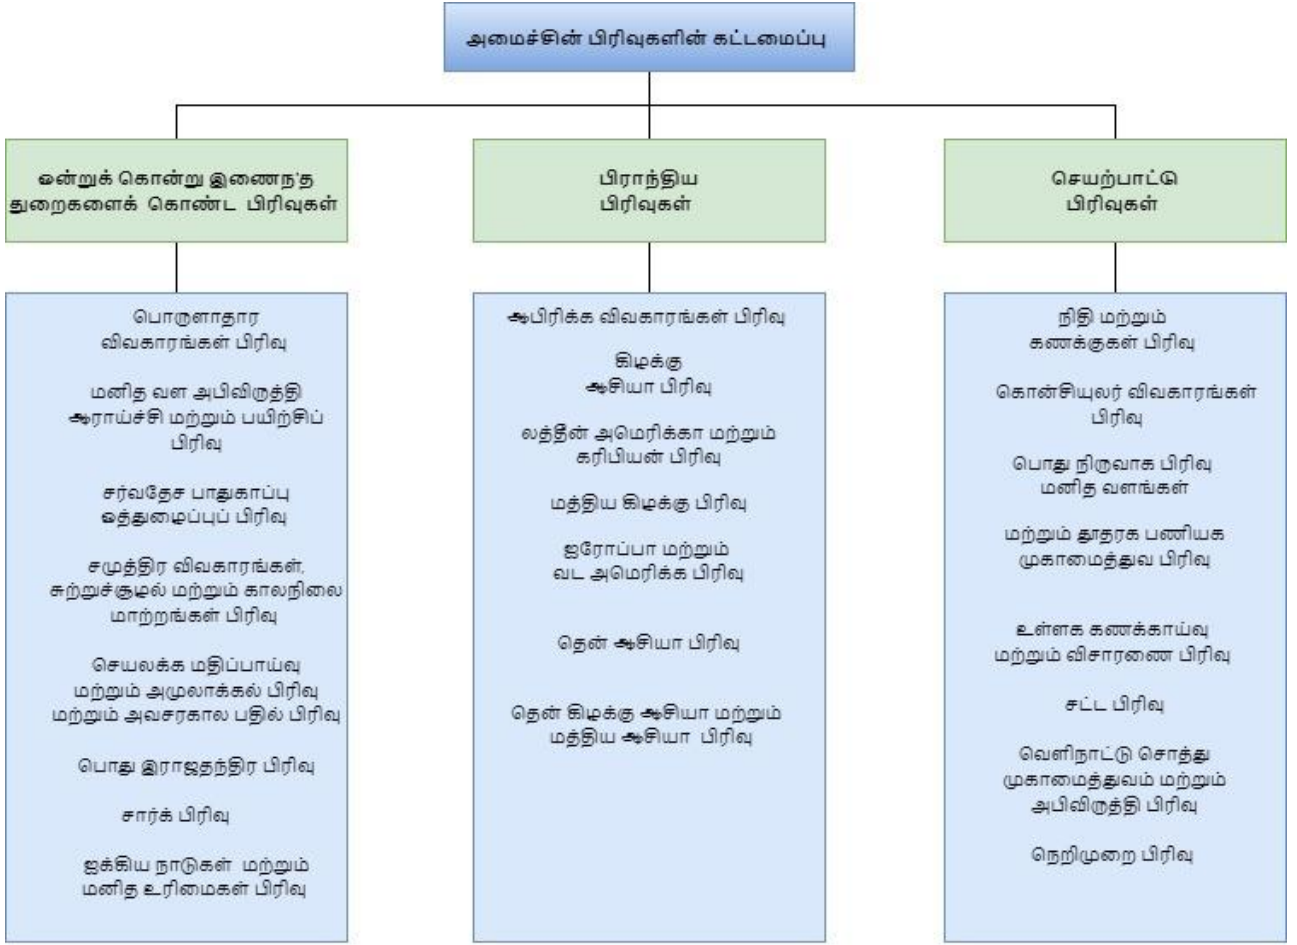 அமைச்சின் பிரிவுகளின் கட்டமைப்பு
ஒன்றுக் கொன்று இணைந்'த
துறைகளைக் கொண்ட பிரிவுகள்
பொருளாதார
விவகாரங்கள் பிரிவு
மனித வள அபிவிருத்தி
ஆராய்ச்சி மற்றும் பயிற்சிப்
பிரிவு
சர்வதேச பாதுகாப்பு
ஒத்துழைப்புப் பிரிவு
சமுத்திர விவகாரங்கள்,
சுற்றுச்சூழல் மற்றும் காலநிலை
மாற்றங்கள் பிரிவு
செயலக்க மதிப்பாய்வு
மற்றும் அமுலாக்கல் பிரிவு
மற்றும் அவசரகால பதில் பிரிவு
பொது இராஜதந்திர பிரிவு
சார்க் பிரிவு
ஐக்கிய நாடுகள் மற்றும்
மனித உரிமைகள் பிரிவு
பிராந்திய
பிரிவுகள்
ஆபிரிக்க விவகாரங்கள் பிரிவு
கிழக்கு
ஆசியா பிரிவு
லத்தீன் அமெரிக்கா மற்றும்
கரிபியன் பிரிவு
மத்திய கிழக்கு பிரிவு
ஐரோப்பா மற்றும்
வட அமெரிக்க பிரிவு
தென் ஆசியா பிரிவு
தென் கிழக்கு ஆசியா மற்றும்
மத்திய ஆசியா பிரிவு
செயற்பாட்டு
பிரிவுகள்
நிதி மற்றும்
கணக்குகள் பிரிவு
கொன்சியுலர் விவகாரங்கள்
பிரிவு
பொது நிருவாக பிரிவு
மனித வளங்கள்
மற்றும் தூதரக பணியக
முகாமைத்துவ பிரிவு
உள்ளக கணக்காய்வு
மற்றும் விசாரணை பிரிவு
சட்ட பிரிவு
வெளிநாட்டு சொத்து
முகாமைத்துவம் மற்றும்
அபிவிருத்தி பிரிவு
நெறிமுறை பிரிவு